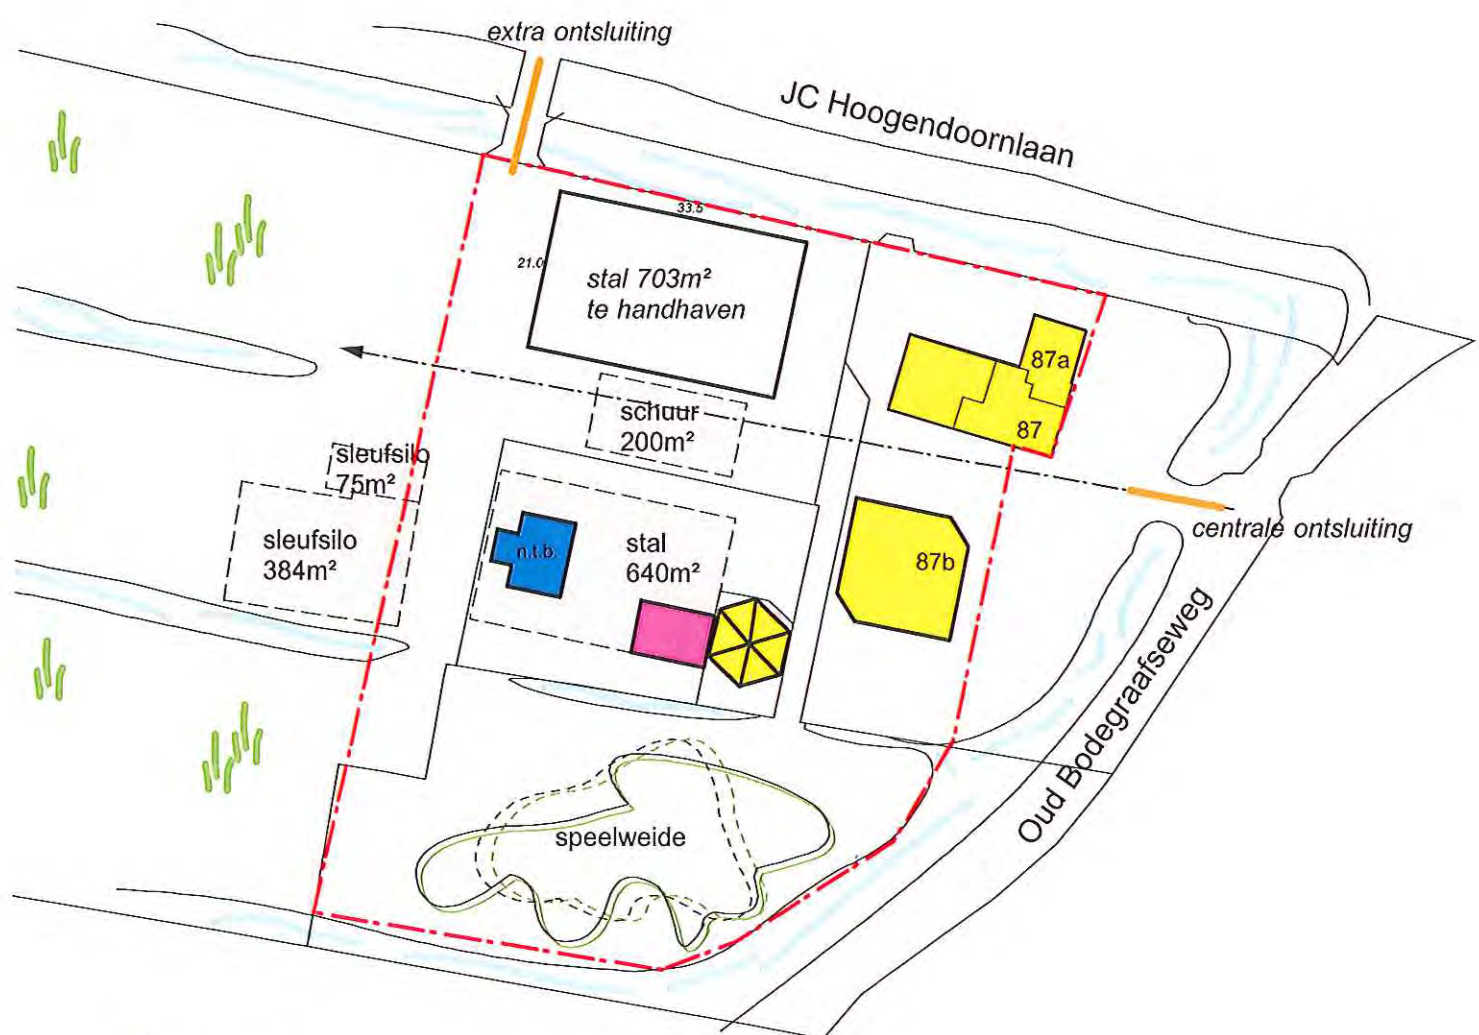 extra ontsluiting
JC Hoogendoornlaan
33.5
21.0
stal 703m²
te handhaven
87a
87
schuur
200m²
sleufsilo
75m²
sleufsilo
384m²
n.t.b.
stal
640m²
87b
centrale ontsluiting
Oud Bodegraafseweg
speelweide